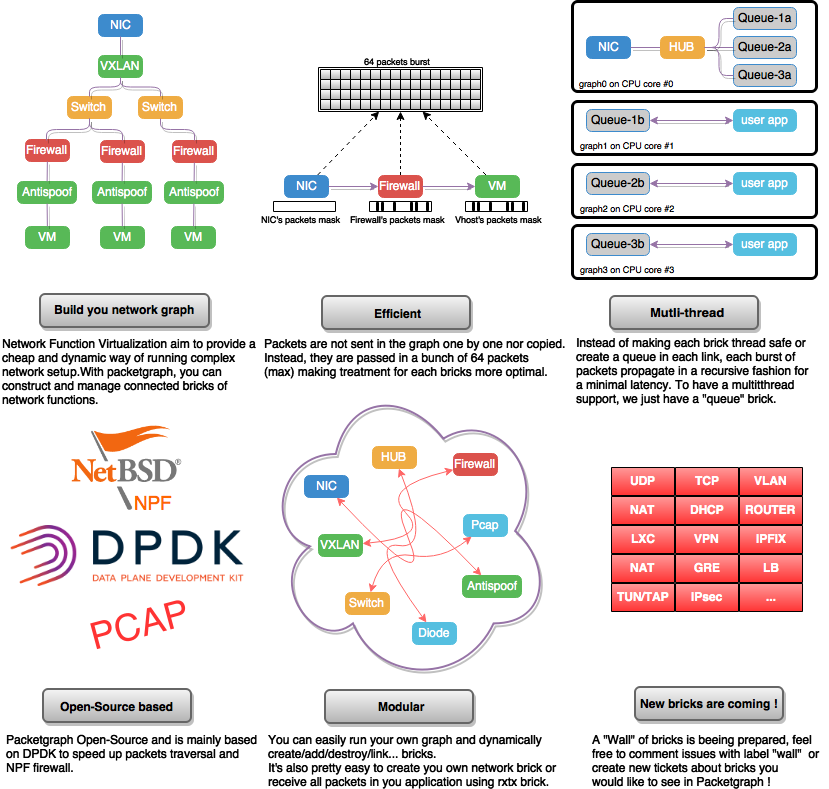 NIC
VXLAN
Switch
Switch
Firewall
Firewall
Firewall
Antispoof
Antispoof
Antispoof
VM
VM
VM
Build you network graph
Network Function Virtualization aim to provide a
cheap and dynamic way of running complex
network setup.With packetgraph, you can
construct and manage connected bricks of
network functions.
64 packets burst
NIC
Firewall
VM
NIC's packets mask
Firewall's packets mask
Vhost's packets mask
Efficient
Packets are not sent in the graph one by one nor copied.
Instead, they are passed in a bunch of 64 packets
(max) making treatment for each bricks more optimal.
NIC
HUB
Queue-1a
Queue-2a
Queue-3a
graph0 on CPU core #0
Queue-1b
user app
graph1 on CPU core #1
Queue-2b
user app
graph2 on CPU core #2
Queue-3b
user app
graph3 on CPU core #3
Mutli-thread
Instead of making each brick thread safe or
create a queue in each link, each burst of
packets propagate in a recursive fashion for
a minimal latency. To have a multitthread
support, we just have a "queue" brick.
NetBSD®
NPF
DPDK
DATA PLANE DEVELOPMENT KIT
PCAP
Open-Source based
Packetgraph Open-Source and is mainly based
on DPDK to speed up packets traversal and
NPF firewall.
HUB
Firewall
NIC
Pcap
VXLAN
Antispoof
Switch
Diode
Modular
You can easily run your own graph and dynamically
create/add/destroy/link... bricks.
It's also pretty easy to create you own network brick or
receive all packets in you application using rxtx brick.
UDP TCP VLAN
NAT DHCP ROUTER
LXC VPN IPFIX
NAT GRE LB
TUN/TAP IPsec ...
New bricks are coming !
A "Wall" of bricks is beeing prepared, feel
free to comment issues with label "wall" or
create new tickets about bricks you
would like to see in Packetgraph !